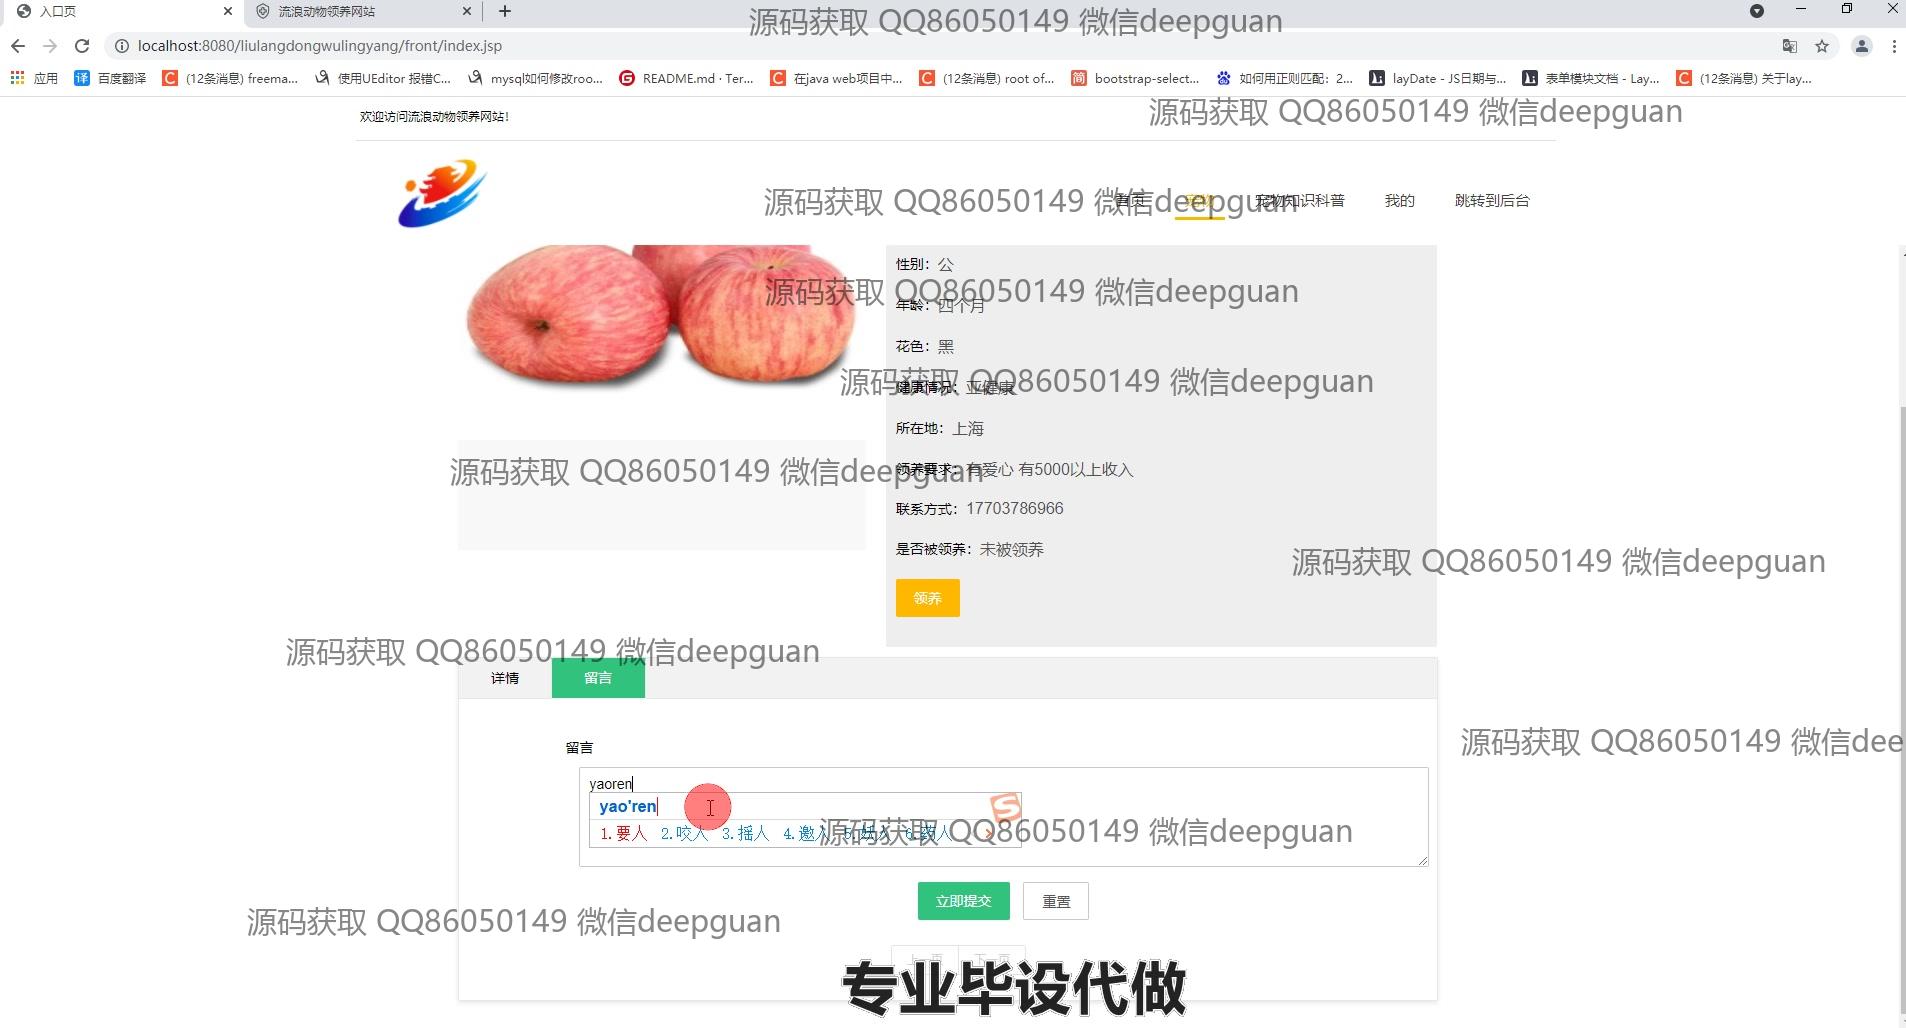 入口页
流浪动物领养网站
源码获取 QQ86050149 微信deepguan
localhost:8080/liulangdongwulingyang/front/index.jsp
应用
百度翻译
(12条消息) freema...
使用UEditor 报错C...
mysql如何修改roo...
README.md · Ter...
在java web项目中...
(12条消息) root of...
bootstrap-select...
如何用正则匹配：2...
layDate - JS日期与...
表单模块文档 - Lay...
(12条消息) 关于lay...
欢迎访问流浪动物领养网站!
源码获取 QQ86050149 微信deepguan
源码获取 QQ86050149 微信deepguan
首页 宠物 宠物知识科普 我的 跳转到后台
性别：公
源码获取 QQ86050149 微信deepguan
年龄：四个月
花色：黑
源码获取 QQ86050149 微信deepguan
健康情况：亚健康
所在地：上海
源码获取 QQ86050149 微信deepguan
领养要求：有爱心 有5000以上收入
联系方式：17703786966
是否被领养：未被领养
源码获取 QQ86050149 微信deepguan
领养
源码获取 QQ86050149 微信deepguan
详情 留言
源码获取 QQ86050149 微信dee
留言
yaoren
yao'ren
1.要人 2.咬人 3.摇人 4.邀人 5.妖人 6.药人
源码获取 QQ86050149 微信deepguan
立即提交 重置
源码获取 QQ86050149 微信deepguan
上一页 下一页
专业毕设代做